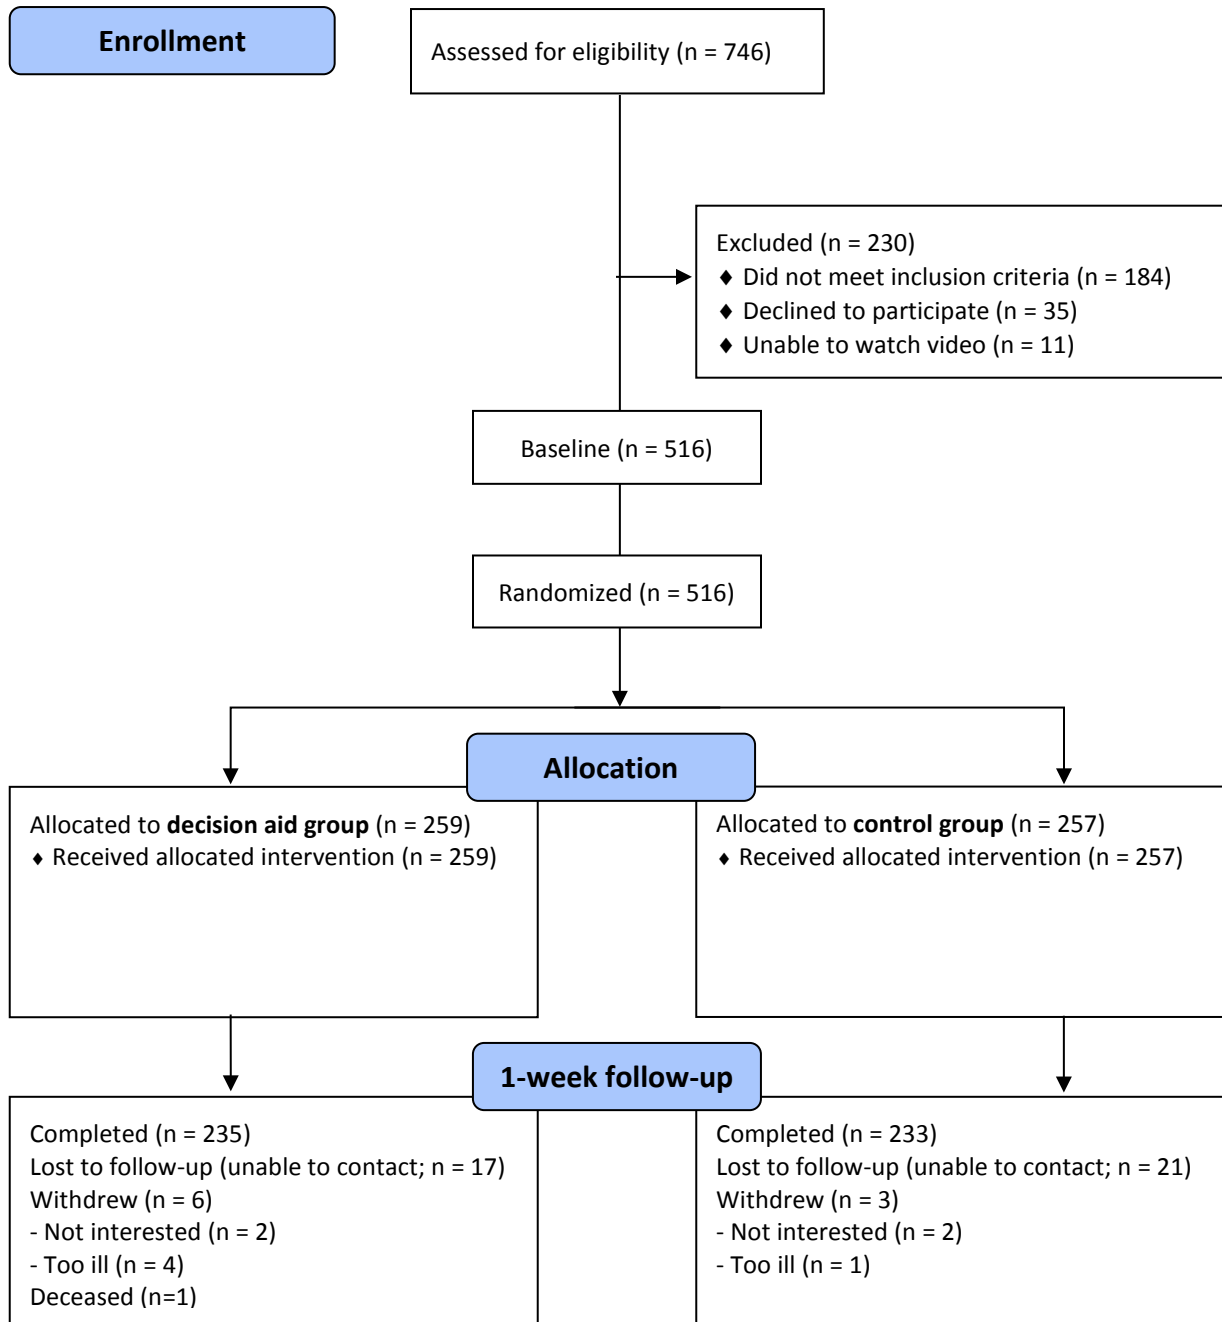 Enrollment
Assessed for eligibility (n = 746)
Excluded (n = 230)
♦ Did not meet inclusion criteria (n = 184)
♦ Declined to participate (n = 35)
♦ Unable to watch video (n = 11)
Baseline (n = 516)
Randomized (n = 516)
Allocation
Allocated to decision aid group (n = 259)
♦ Received allocated intervention (n = 259)
Allocated to control group (n = 257)
♦ Received allocated intervention (n = 257)
1-week follow-up
Completed (n = 235)
Lost to follow-up (unable to contact; n = 17)
Withdrew (n = 6)
- Not interested (n = 2)
- Too ill (n = 4)
Deceased (n=1)
Completed (n = 233)
Lost to follow-up (unable to contact; n = 21)
Withdrew (n = 3)
- Not interested (n = 2)
- Too ill (n = 1)